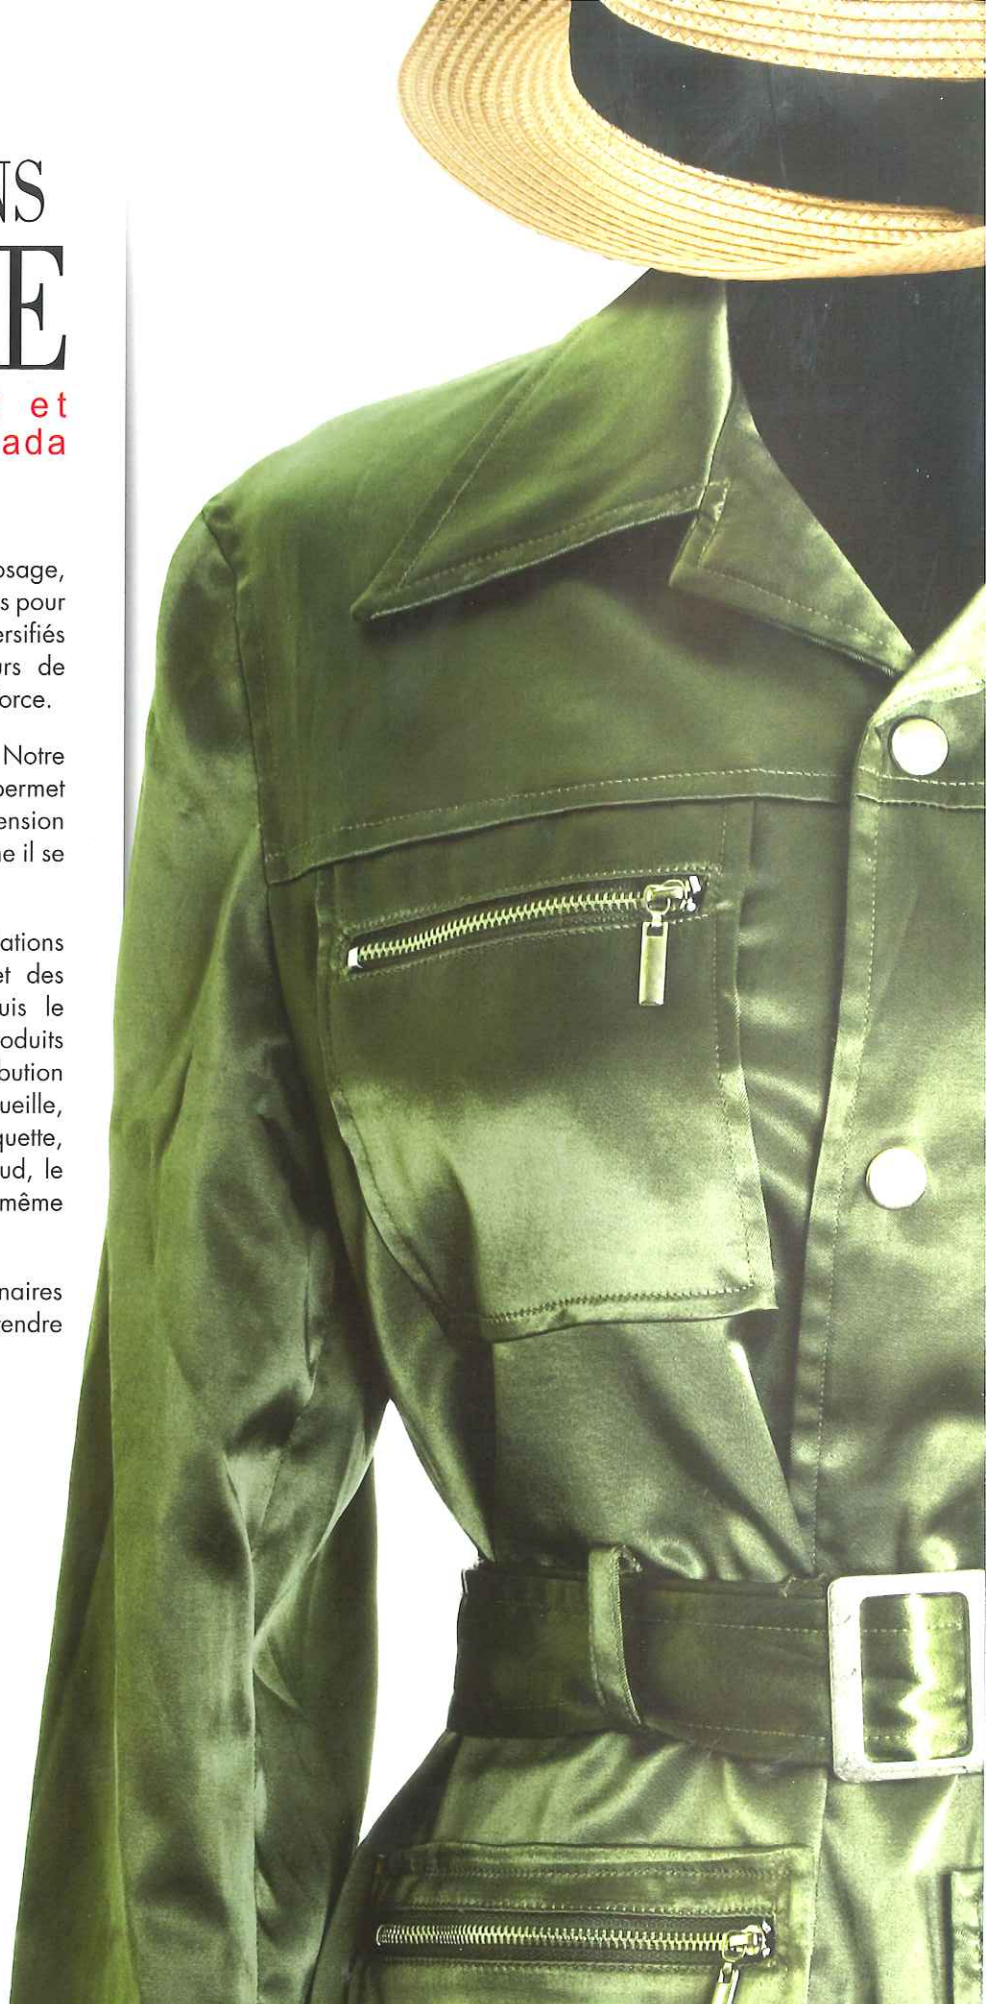 NS
E
et
ada
osage,
s pour
ersifiés
urs de
orce.
Notre
permet
ension
ne il se
ations
et des
uis le
oduits
bution
ueille,
quette,
ud, le
même
naires
endre